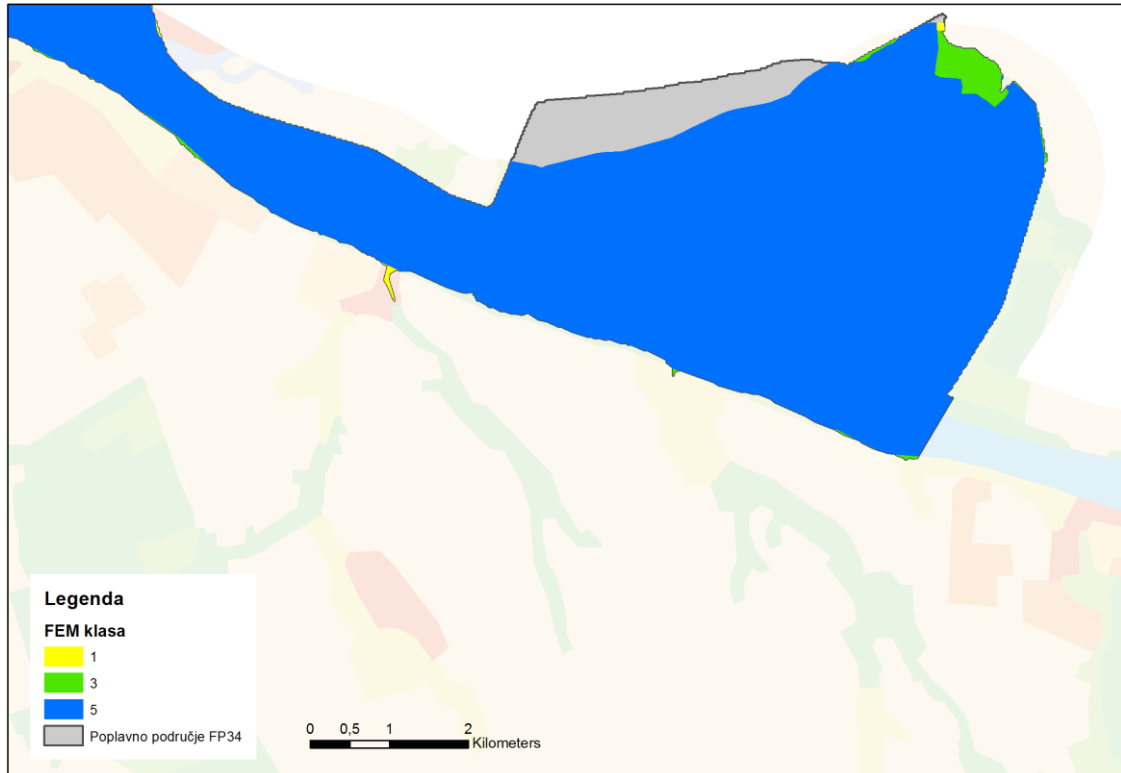 Legenda
FEM klasa
1
3
5
Poplavno područje FP34
0 0,5 1 2
Kilometers